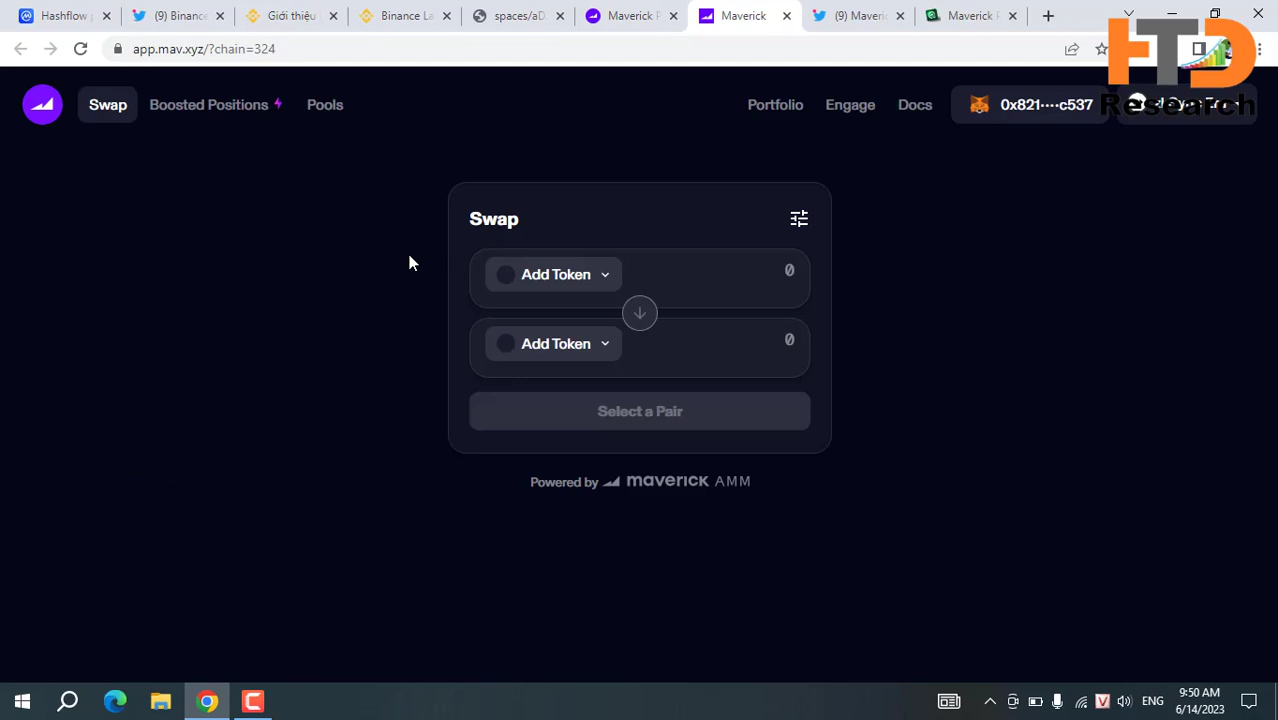 Hashflow
(9) Binance
Giới thiệu
Binance La
spaces/aD
Maverick P
Maverick
(9) Maveric
Maverick P
app.mav.xyz/?chain=324
HTD
Research
Swap
Boosted Positions
Pools
Portfolio
Engage
Docs
0x821····c537
Swap
Add Token
0
Add Token
0
Select a Pair
Powered by maverick AMM
ENG
9:50 AM
6/14/2023